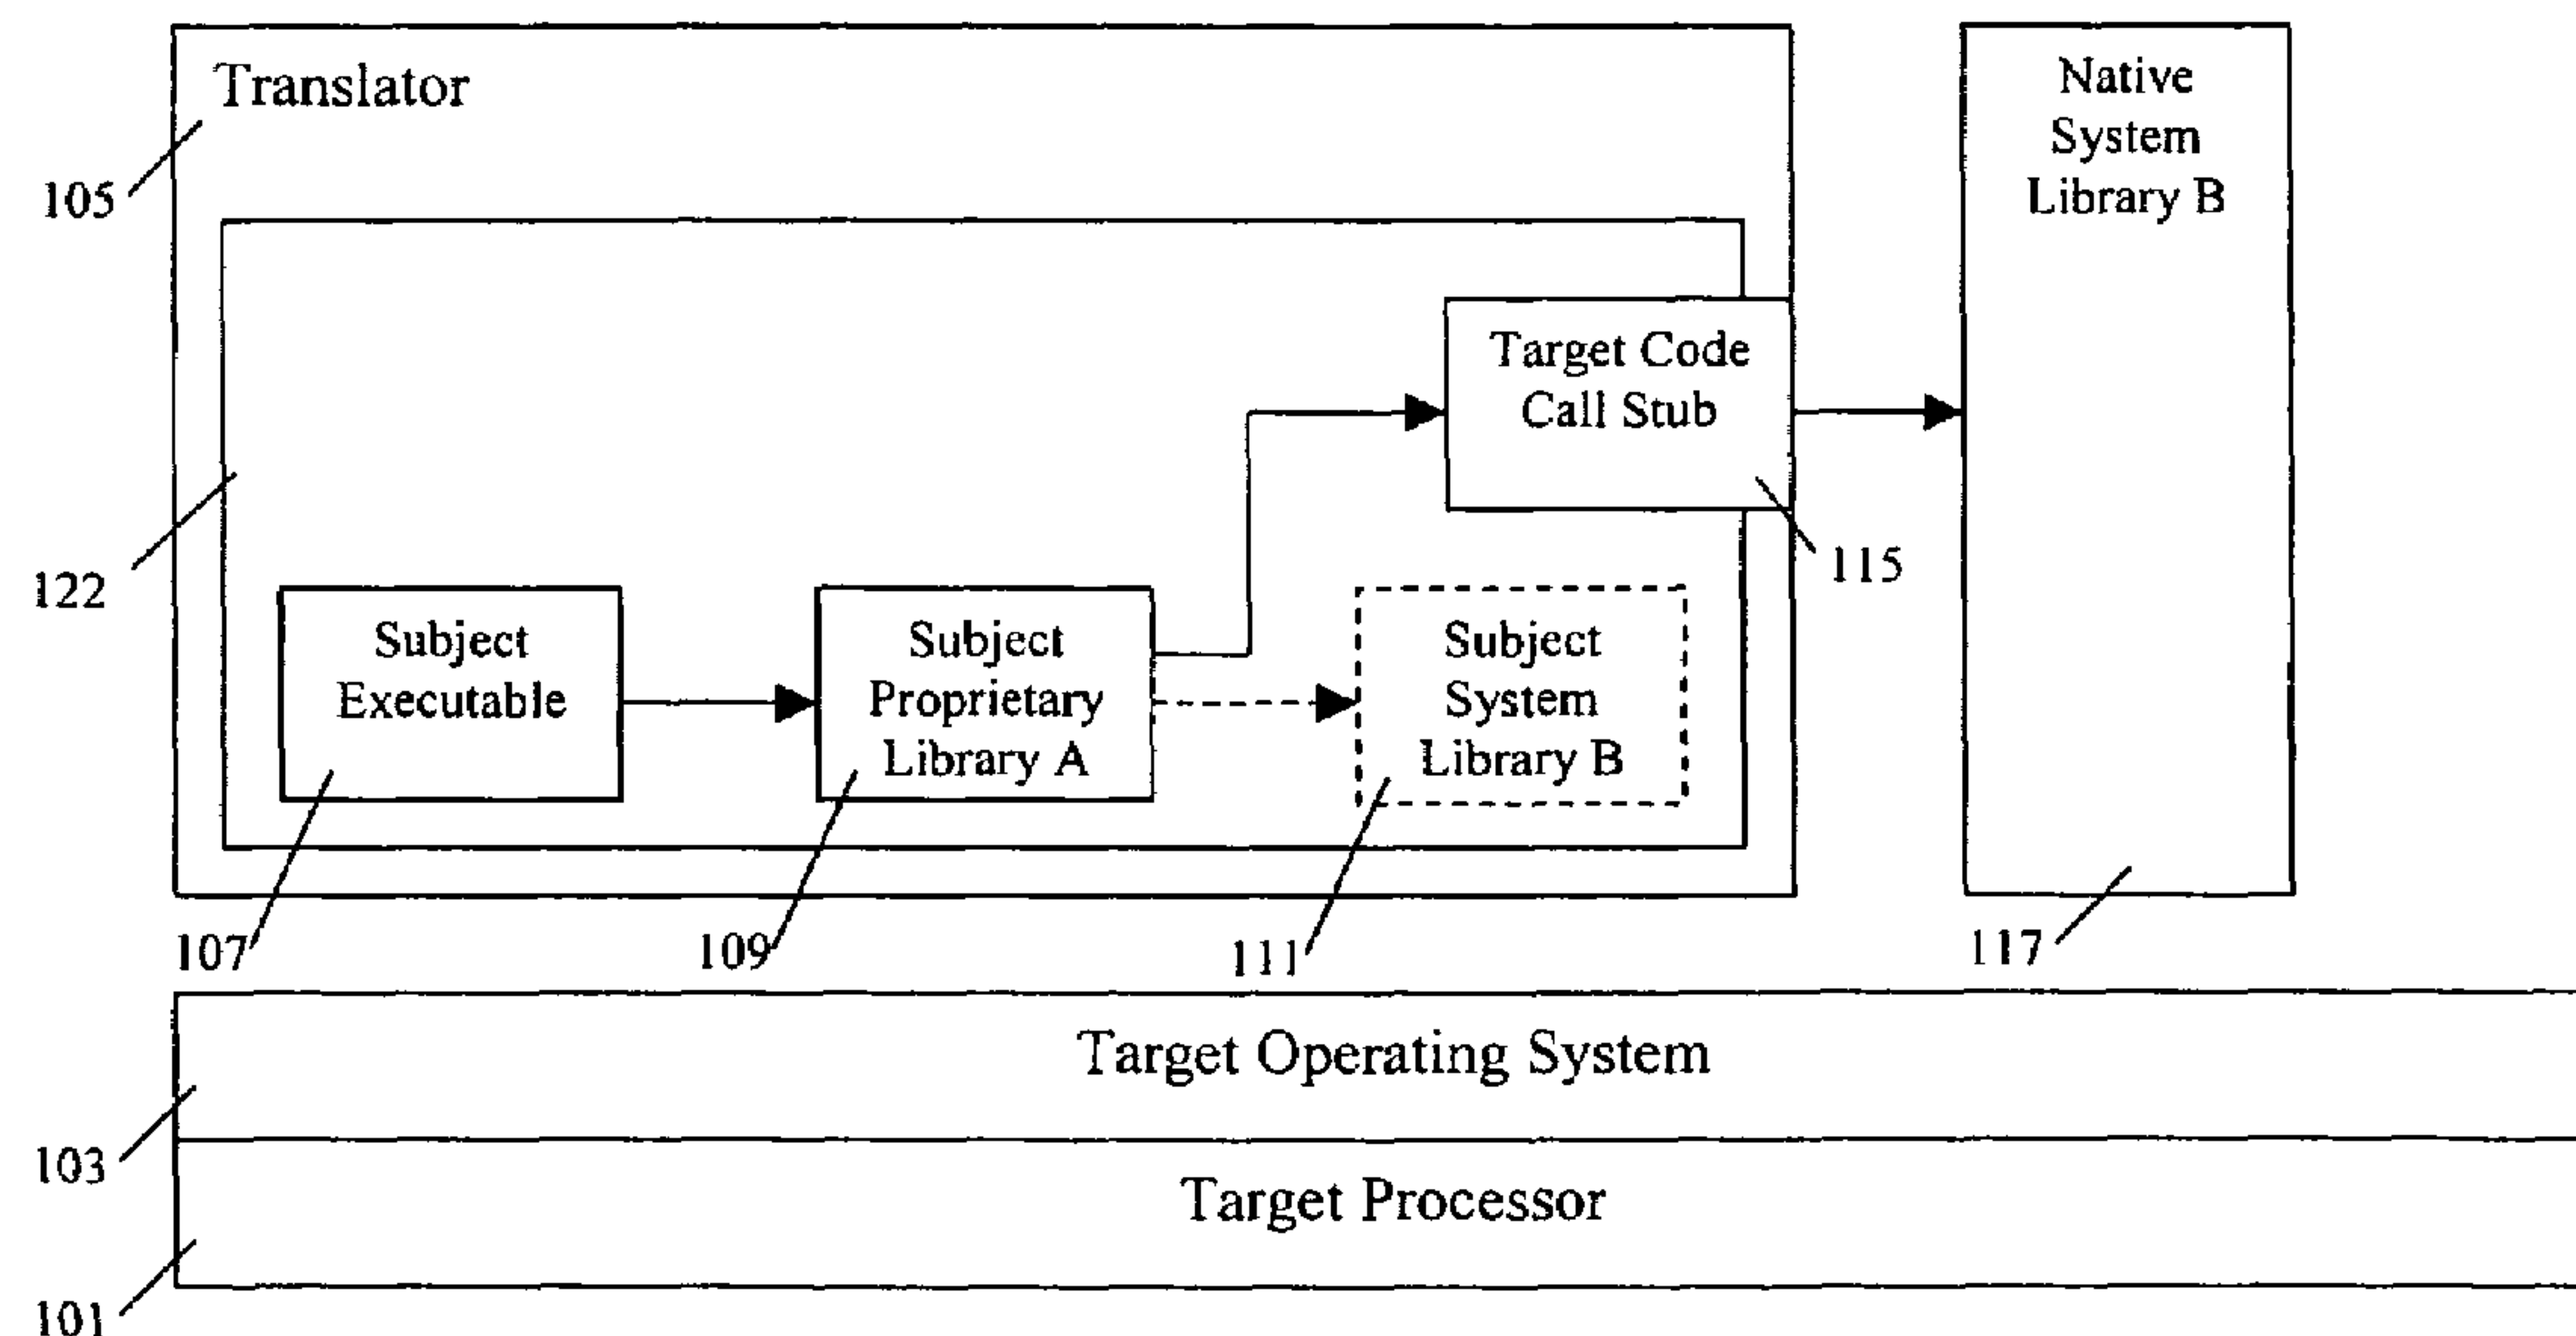 Translator
Native
System
Library B
105
Target Code
Call Stub
115
122
Subject
Executable
Subject
Proprietary
Library A
Subject
System
Library B
107
109
111
117
Target Operating System
103
Target Processor
101